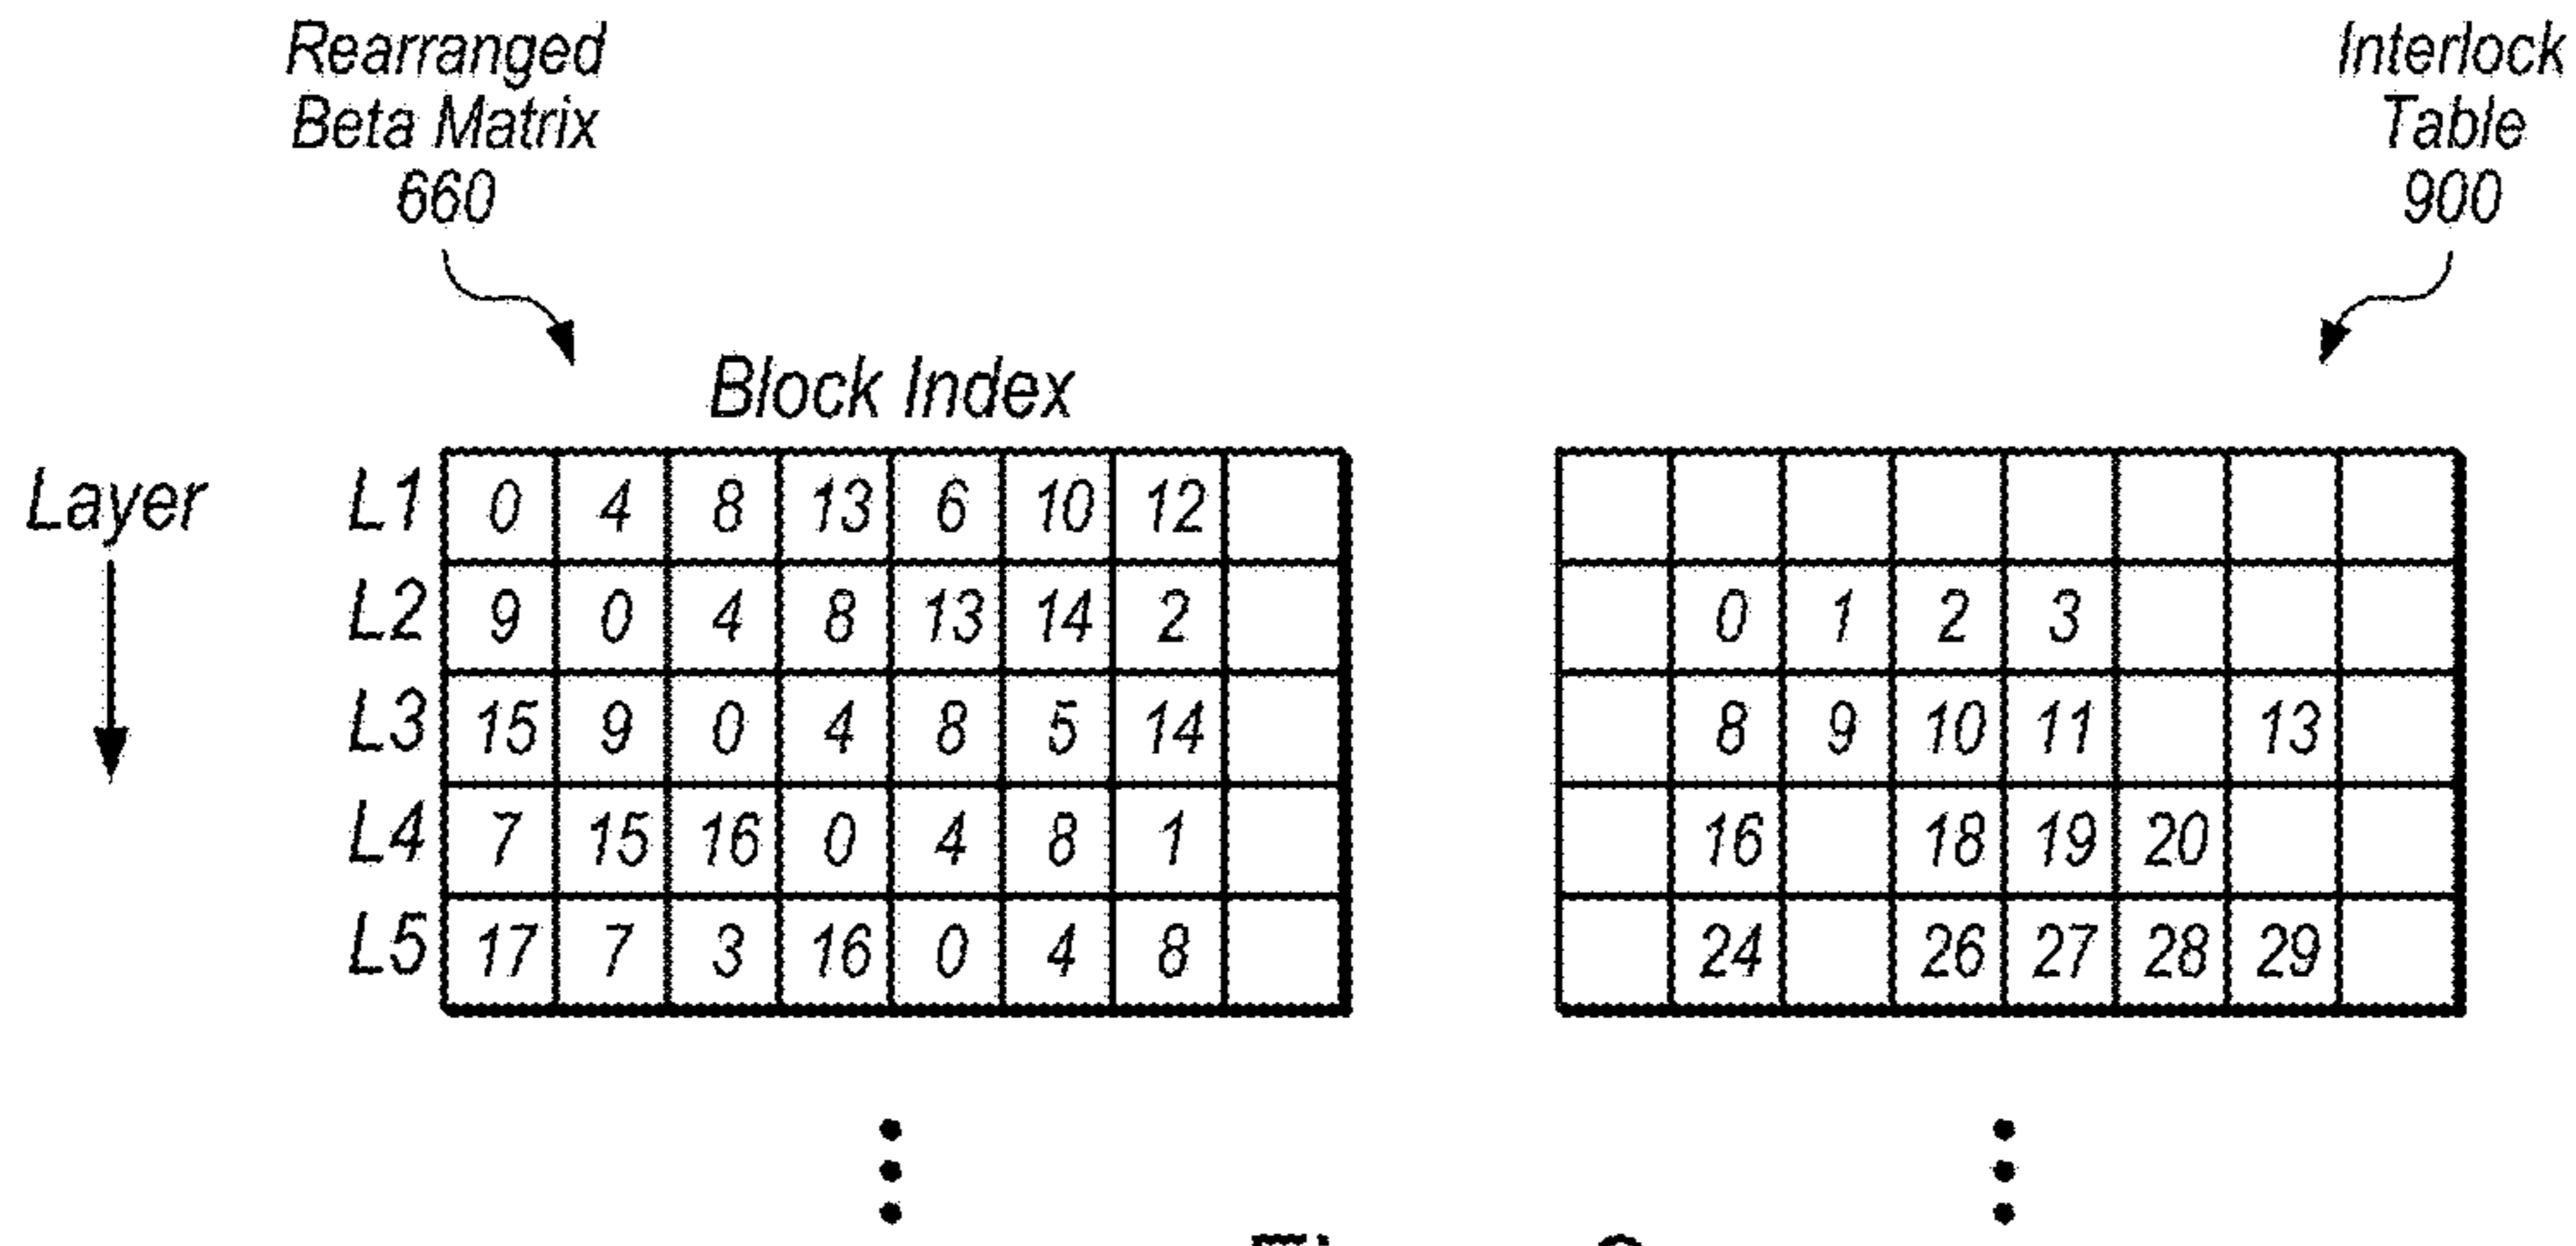 Rearranged
Beta Matrix
660
Interlock
Table
900
Block Index
Layer
L1 0 4 8 13 6 10 12
L2 9 0 4 8 13 14 2 0 1 2 3
L3 15 9 0 4 8 5 14 8 9 10 11 13
L4 7 15 16 0 4 8 1 16 18 19 20
L5 17 7 3 16 0 4 8 24 26 27 28 29